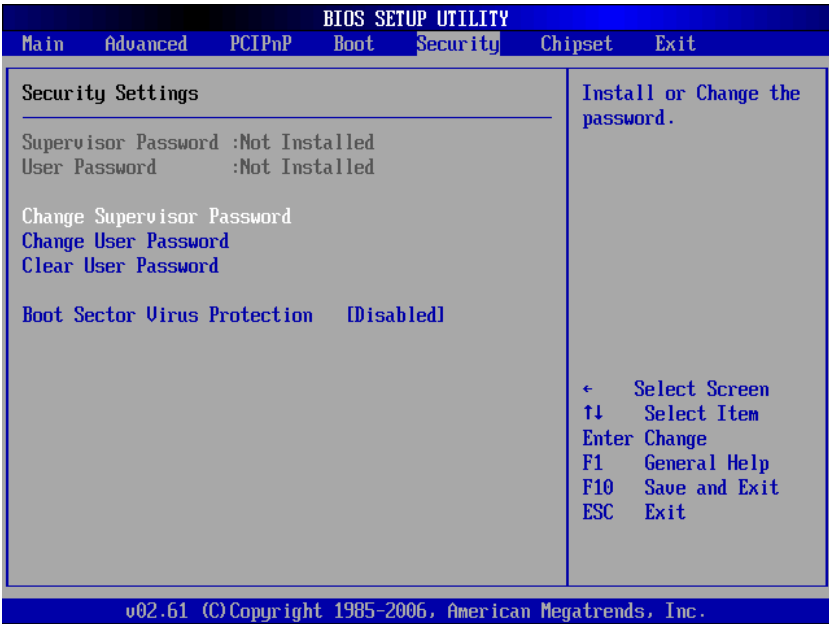 BIOS SETUP UTILITY
Main Advanced PCIPnP Boot Security Chipset Exit
Security Settings
Supervisor Password :Not Installed
User Password :Not Installed
Change Supervisor Password
Change User Password
Clear User Password
Boot Sector Virus Protection [Disabled]
Install or Change the
password.
← Select Screen
↑↓ Select Item
Enter Change
F1 General Help
F10 Save and Exit
ESC Exit
v02.61 (C)Copyright 1985-2006, American Megatrends, Inc.